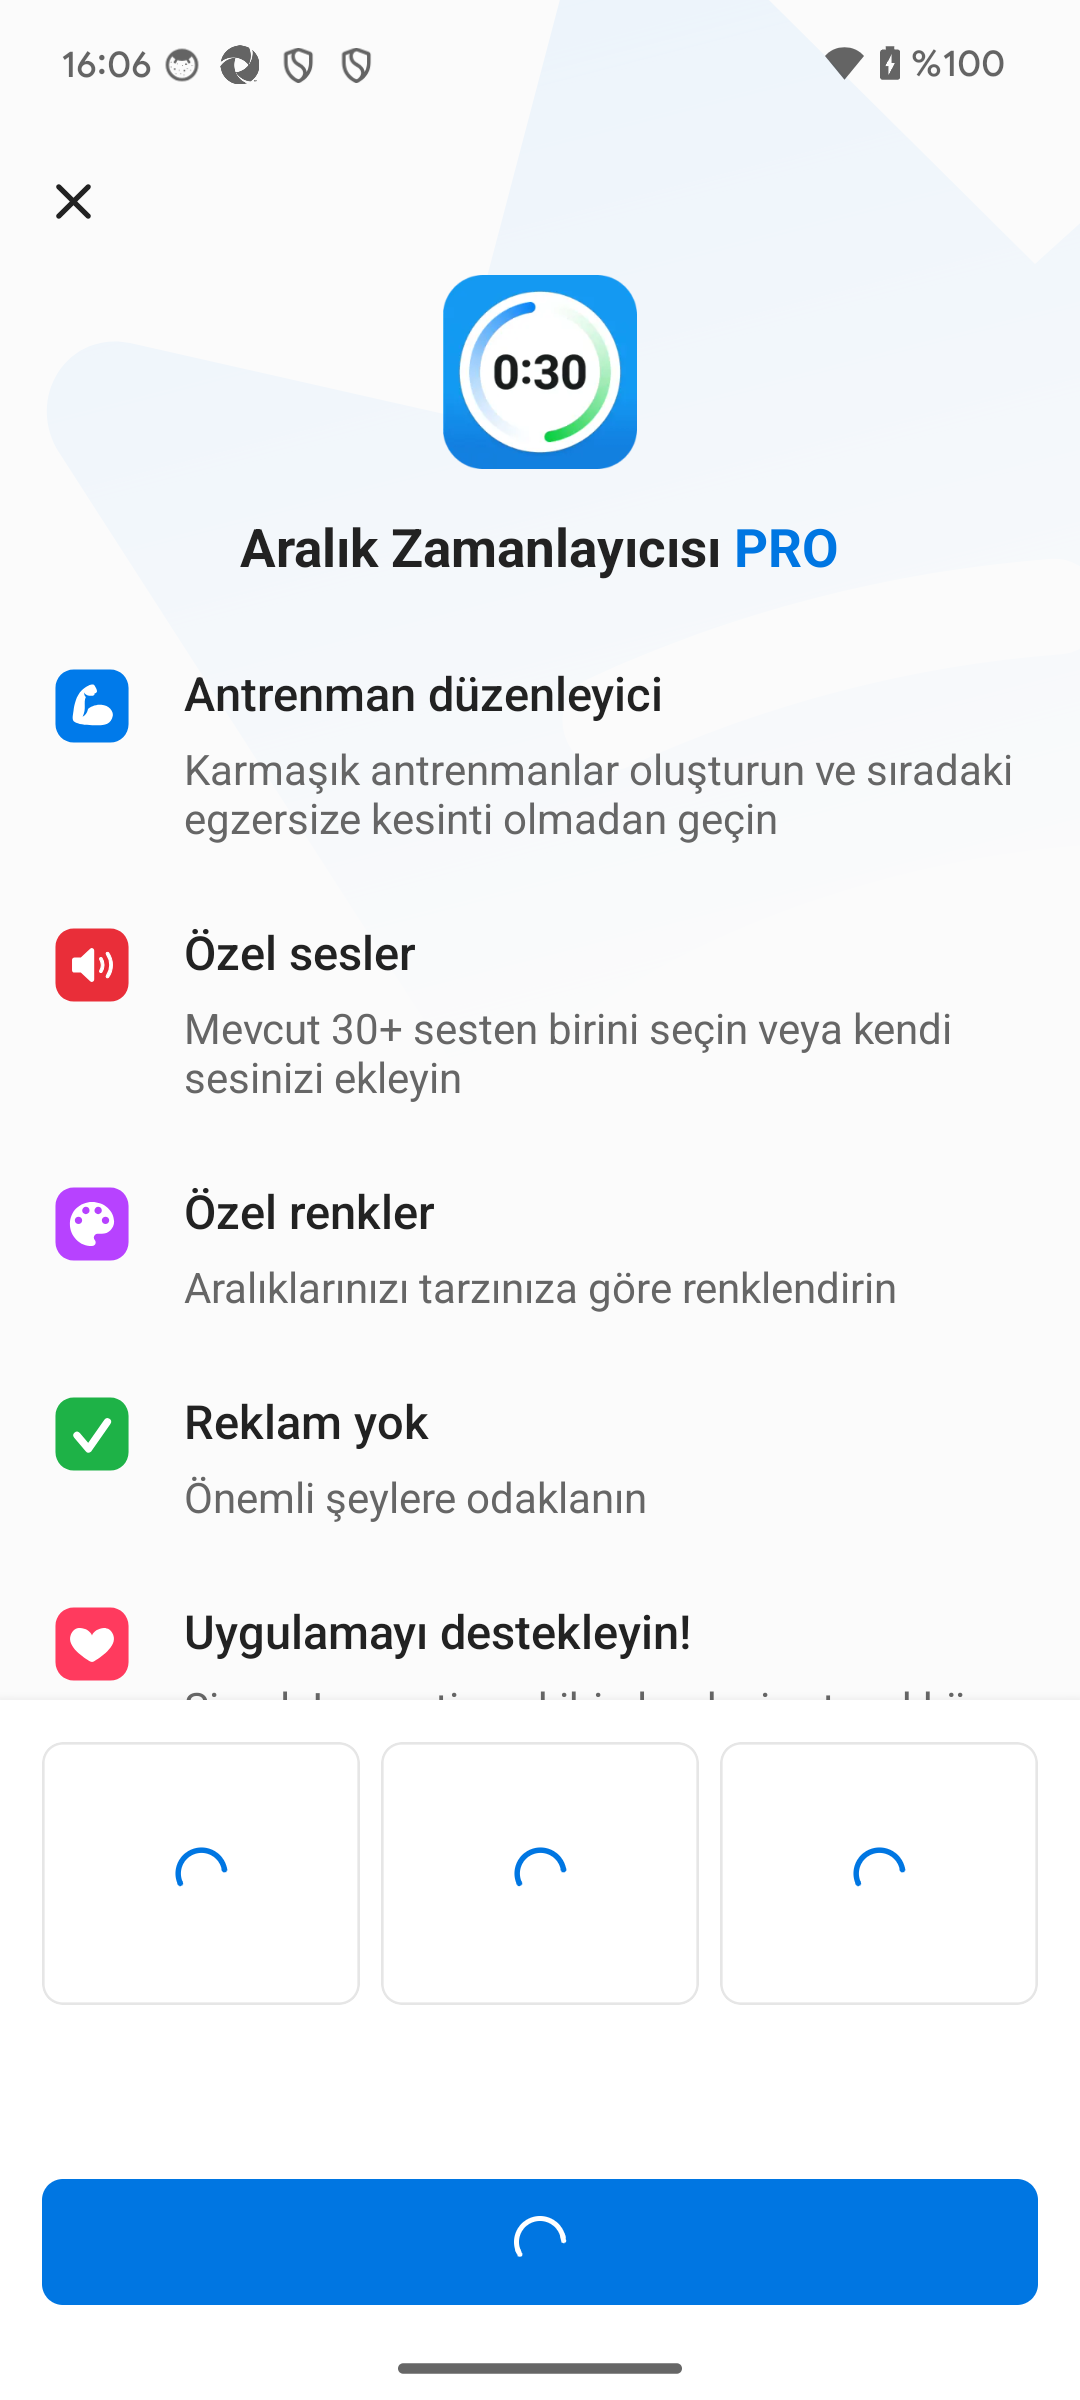 16:06
%100
0:30
Aralık Zamanlayıcısı PRO
Antrenman düzenleyici
Karmaşık antrenmanlar oluşturun ve sıradaki
egzersize kesinti olmadan geçin
Özel sesler
Mevcut 30+ sesten birini seçin veya kendi
sesinizi ekleyin
Özel renkler
Aralıklarınızı tarzınıza göre renklendirin
Reklam yok
Önemli şeylere odaklanın
Uygulamayı destekleyin!